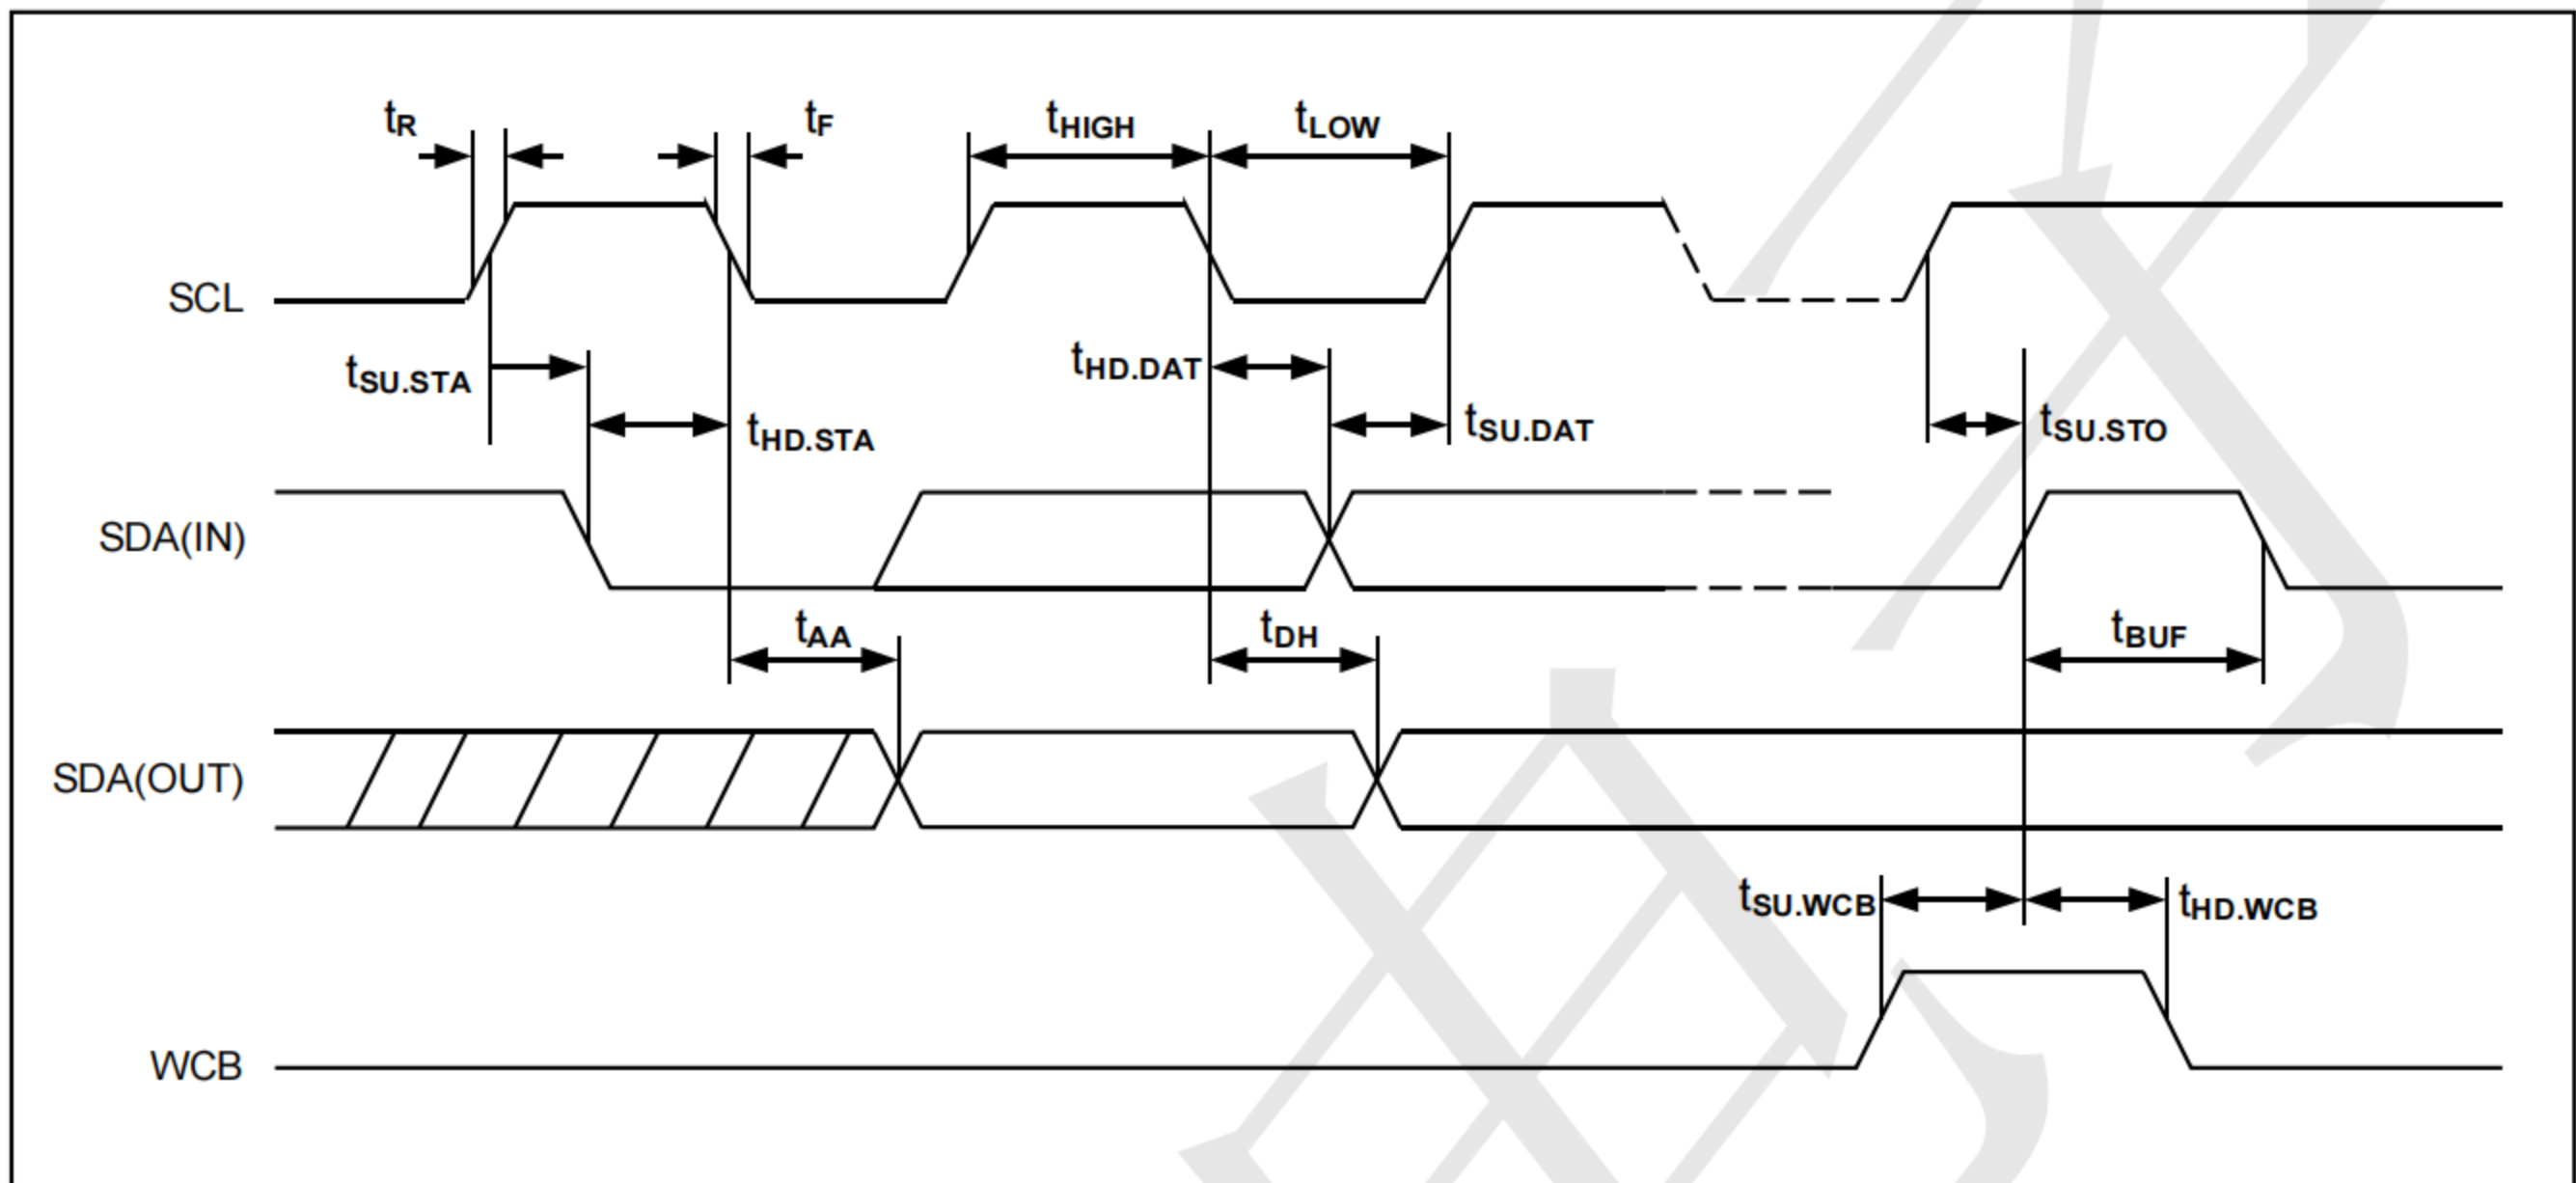 tR tF tHIGH tLOW
SCL
tSU.STA tHD.STA tHD.DAT tSU.DAT tSU.STO
SDA(IN)
tAA tDH tBUF
SDA(OUT)
tSU.WCB tHD.WCB
WCB